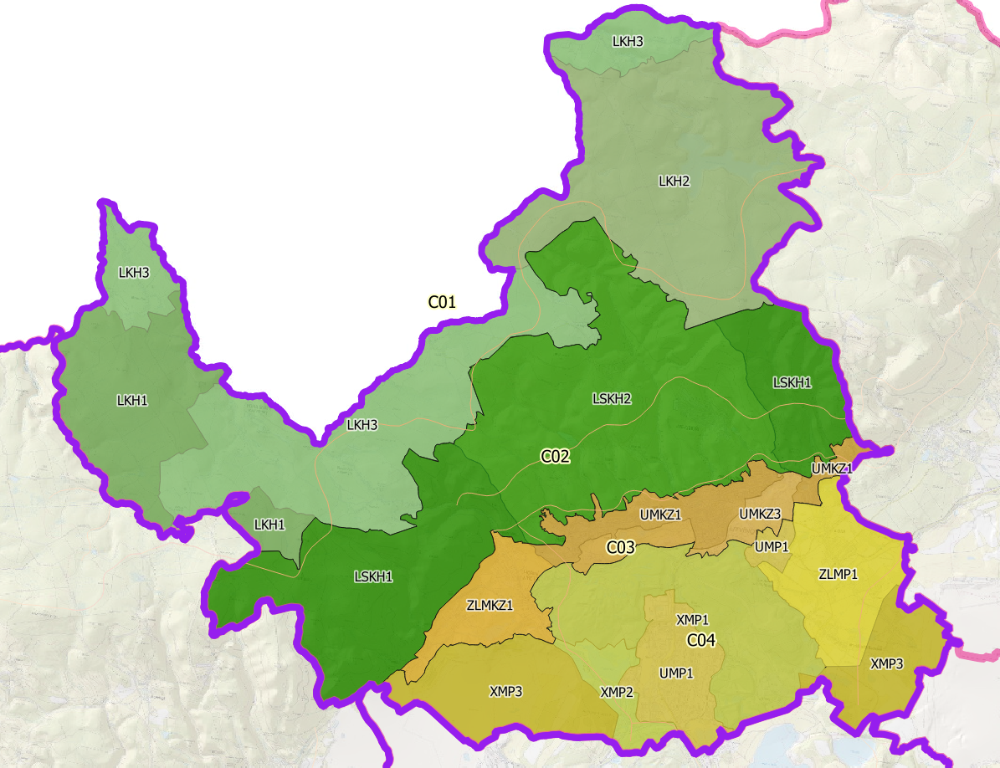 LKH3
LKH2
LKH3
C01
LKH1
LSKH1
LSKH2
LKH3
C02
UMKZ1
UMKZ1
UMKZ3
LKH1
C03
UMP1
LSKH1
ZLMP1
ZLMKZ1
XMP1
C04
XMP3
UMP1
XMP3
XMP2